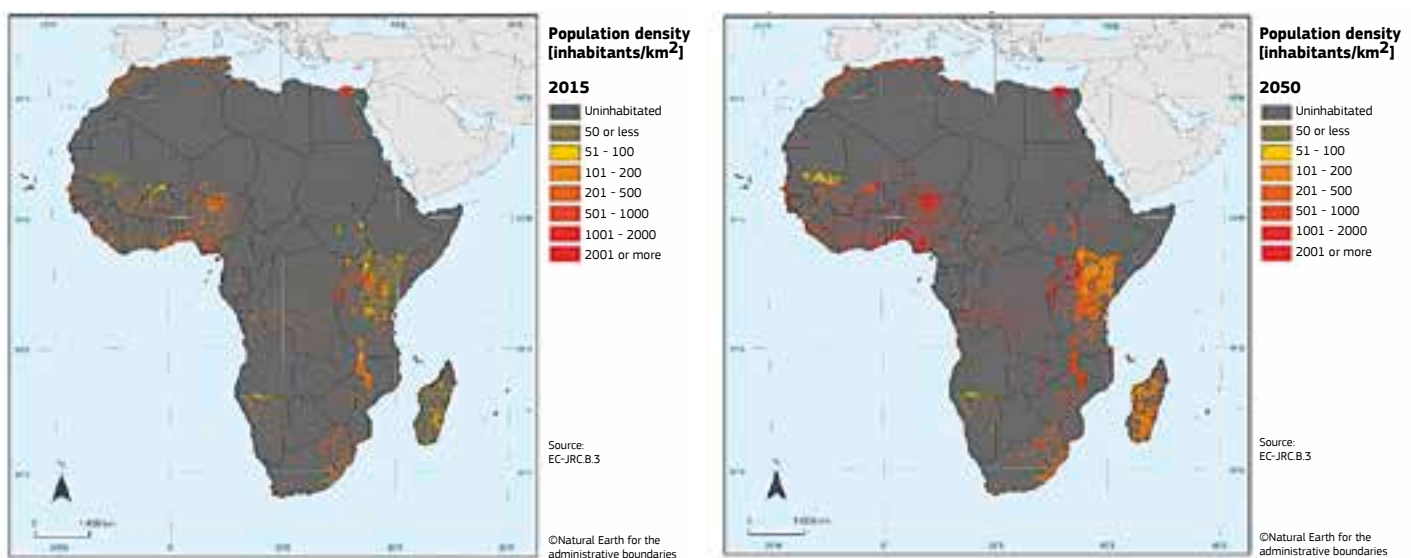 Population density
[inhabitants/km2]
2015
Uninhabitated
50 or less
51 - 100
101 - 200
201 - 500
501 - 1000
1001 - 2000
2001 or more
Source:
EC-JRC.B.3
©Natural Earth for the
administrative boundaries
Population density
[inhabitants/km2]
2050
Uninhabitated
50 or less
51 - 100
101 - 200
201 - 500
501 - 1000
1001 - 2000
2001 or more
Source:
EC-JRC.B.3
©Natural Earth for the
administrative boundaries